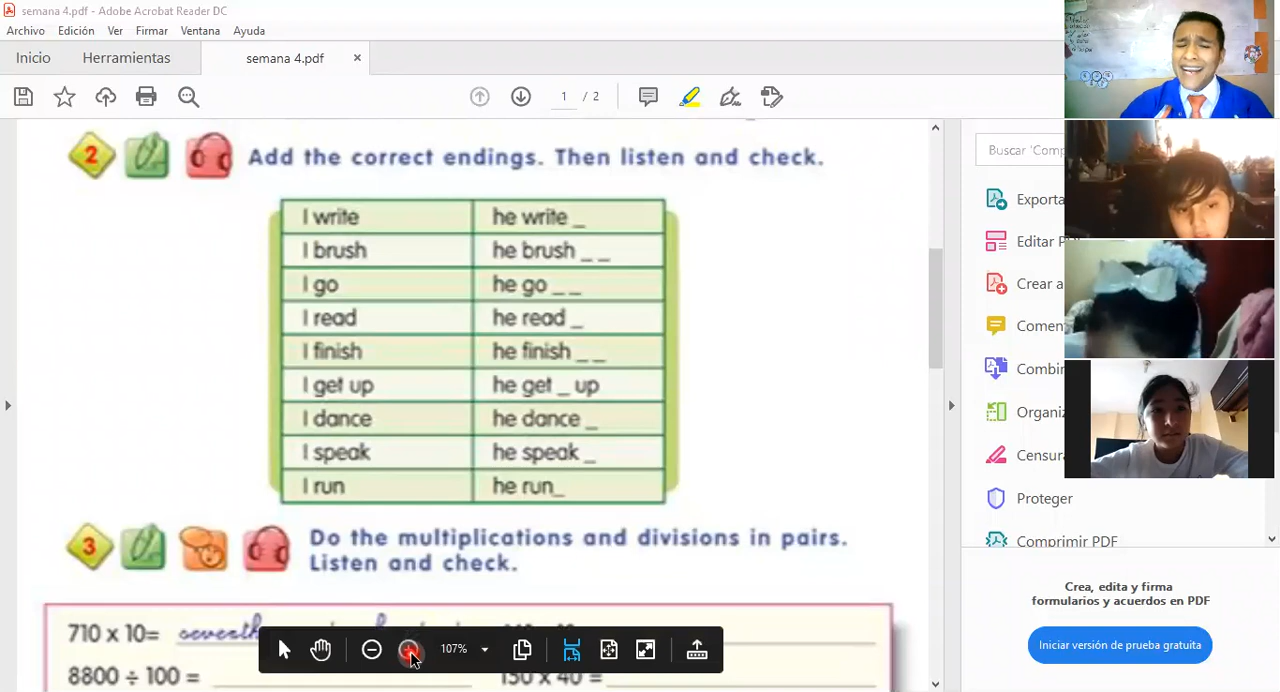 semana 4.pdf - Adobe Acrobat Reader DC
Archivo Edición Ver Firmar Ventana Ayuda
Inicio Herramientas semana 4.pdf ×
1 / 2
Buscar 'Comp
2 Add the correct endings. Then listen and check.
I write he write _
I brush he brush _ _
I go he go _ _
I read he read _
I finish he finish _ _
I get up he get _ up
I dance he dance _
I speak he speak _
I run he run_
3 Do the multiplications and divisions in pairs.
Listen and check.
710 x 10=
8800 ÷ 100 =
150 x 40 =
107%
Exporta
Editar P
Crear a
Comen
Combin
Organiz
Censura
Proteger
Comprimir PDF
Crea, edita y firma
formularios y acuerdos en PDF
Iniciar versión de prueba gratuita